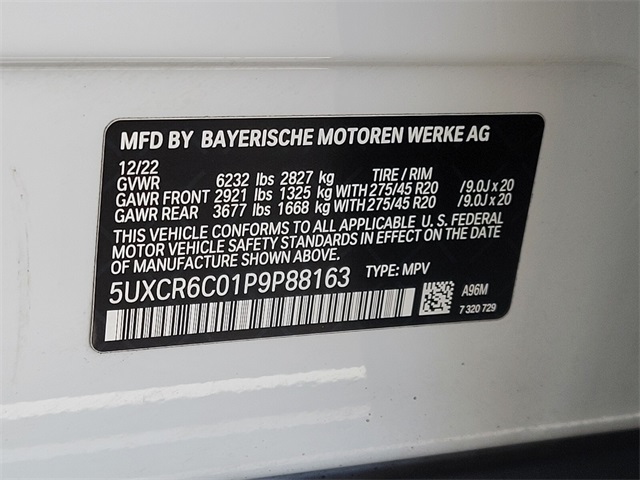 MFD BY BAYERISCHE MOTOREN WERKE AG
12/22
GVWR 6232 lbs 2827 kg TIRE / RIM
GAWR FRONT 2921 lbs 1325 kg WITH 275/45 R20 /9.0J x 20
GAWR REAR 3677 lbs 1668 kg WITH 275/45 R20 /9.0J x 20
THIS VEHICLE CONFORMS TO ALL APPLICABLE U.S. FEDERAL
MOTOR VEHICLE SAFETY STANDARDS IN EFFECT ON THE DATE
OF MANUFACTURE SHOWN ABOVE.
5UXCR6C01P9P88163 TYPE: MPV
A96M
7 320 729